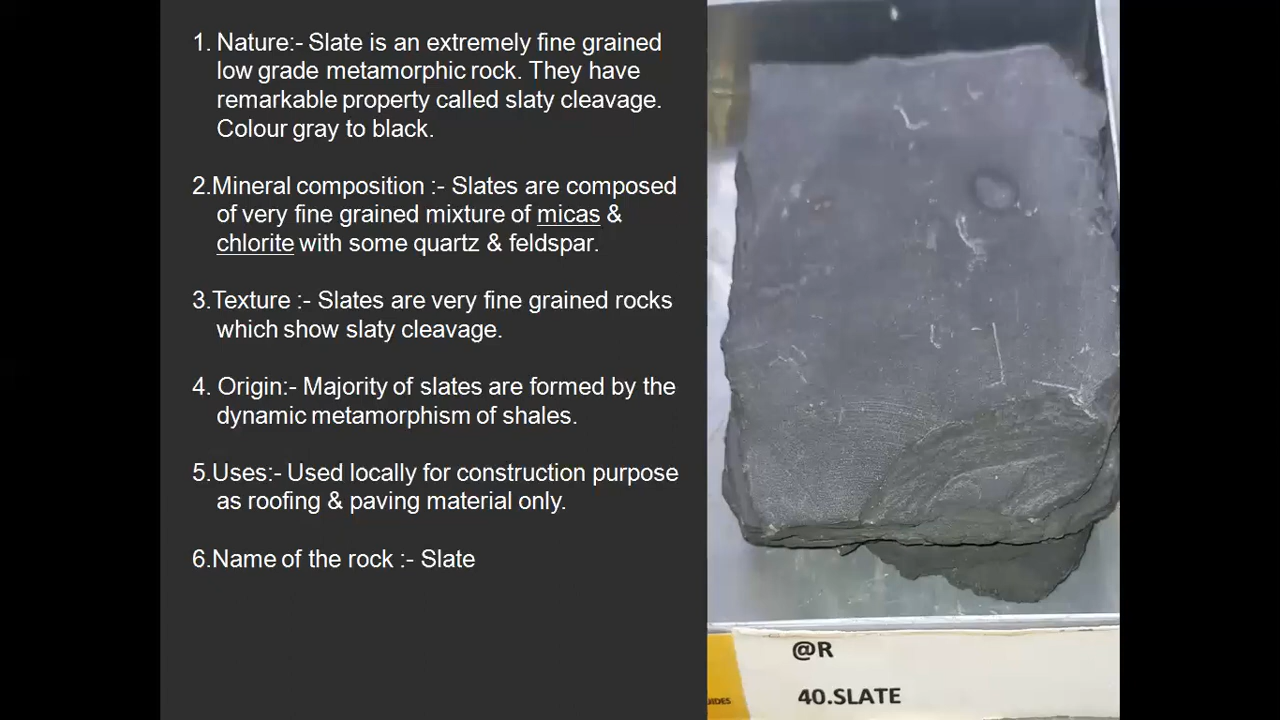 1. Nature:- Slate is an extremely fine grained
low grade metamorphic rock. They have
remarkable property called slaty cleavage.
Colour gray to black.
2.Mineral composition :- Slates are composed
of very fine grained mixture of micas &
chlorite with some quartz & feldspar.
3.Texture :- Slates are very fine grained rocks
which show slaty cleavage.
4. Origin:- Majority of slates are formed by the
dynamic metamorphism of shales.
5.Uses:- Used locally for construction purpose
as roofing & paving material only.
6.Name of the rock :- Slate
@R
40.SLATE